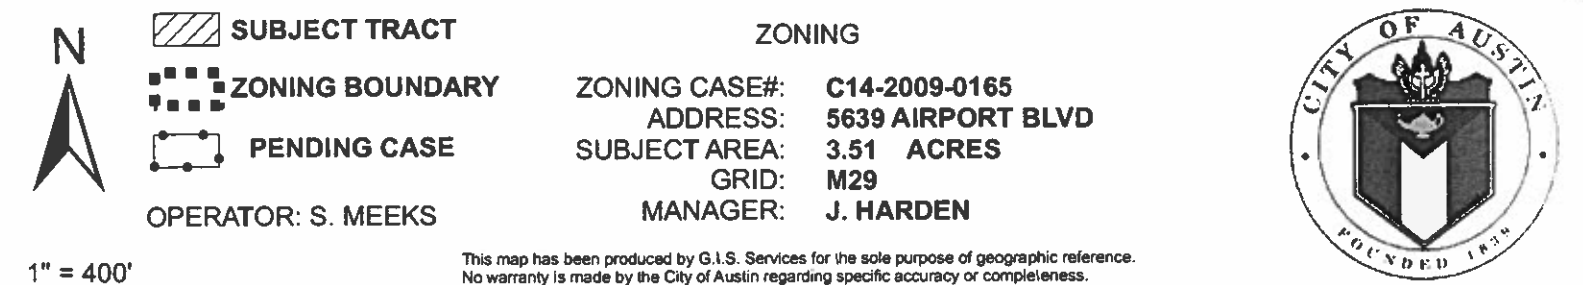 N
SUBJECT TRACT
ZONING BOUNDARY
PENDING CASE
OPERATOR: S. MEEKS
1" = 400'
ZONING
ZONING CASE#: C14-2009-0165
ADDRESS: 5639 AIRPORT BLVD
SUBJECT AREA: 3.51 ACRES
GRID: M29
MANAGER: J. HARDEN
This map has been produced by G.I.S. Services for the sole purpose of geographic reference.
No warranty is made by the City of Austin regarding specific accuracy or completeness.
CITY OF AUSTIN
FOUNDED 1839